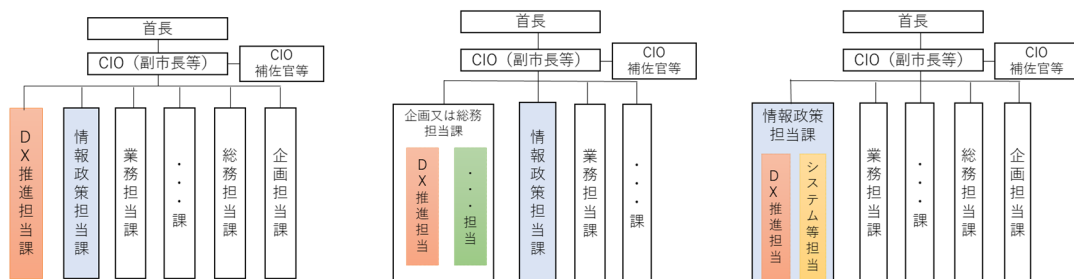 首長
CIO（副市長等）
CIO
補佐官等
ＤＸ推進担当課
情報政策担当課
業務担当課
・・・課
総務担当課
企画担当課
首長
CIO（副市長等）
CIO
補佐官等
企画又は総務
担当課
ＤＸ推進担当
・・・担当
情報政策担当課
業務担当課
・・・課
首長
CIO（副市長等）
CIO
補佐官等
情報政策
担当課
ＤＸ推進担当
システム等担当
業務担当課
・・・課
総務担当課
企画担当課